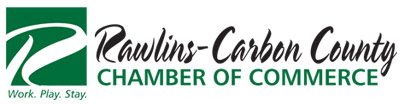 Rawlins-Carbon County
CHAMBER OF COMMERCE
R
Work. Play. Stay.